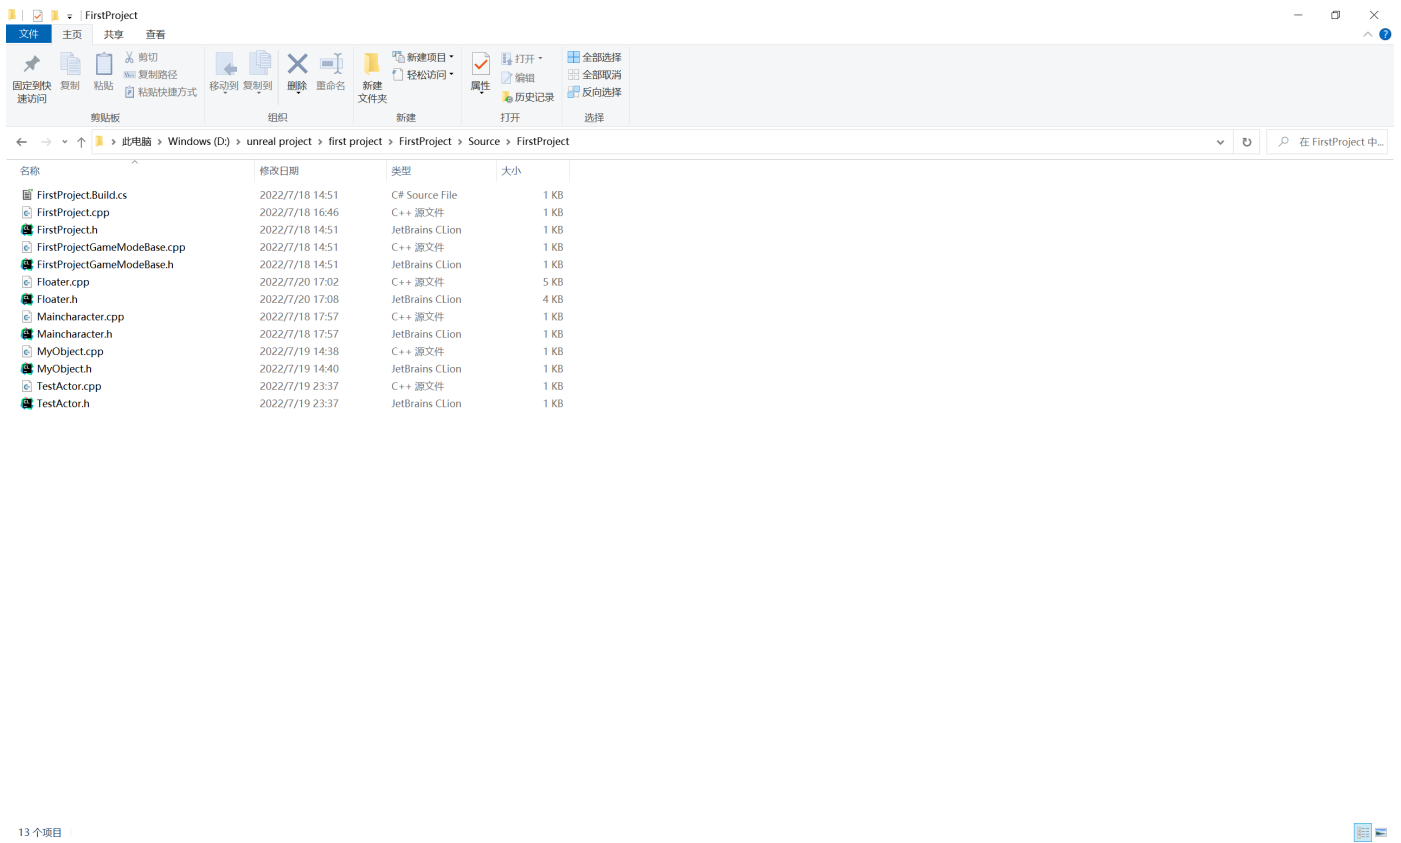 FirstProject
文件 主页 共享 查看
固定到快速访问 复制 粘贴 剪切 复制路径 粘贴快捷方式 移动到 复制到 删除 重命名 新建文件夹 新建项目 轻松访问 属性 打开 编辑 历史记录 全部选择 全部取消 反向选择
剪贴板 组织 新建 打开 选择
此电脑 > Windows (D:) > unreal project > first project > FirstProject > Source > FirstProject 在 FirstProject 中...
名称 修改日期 类型 大小
FirstProject.Build.cs 2022/7/18 14:51 C# Source File 1 KB
FirstProject.cpp 2022/7/18 16:46 C++ 源文件 1 KB
FirstProject.h 2022/7/18 14:51 JetBrains CLion 1 KB
FirstProjectGameModeBase.cpp 2022/7/18 14:51 C++ 源文件 1 KB
FirstProjectGameModeBase.h 2022/7/18 14:51 JetBrains CLion 1 KB
Floater.cpp 2022/7/20 17:02 C++ 源文件 5 KB
Floater.h 2022/7/20 17:08 JetBrains CLion 4 KB
Maincharacter.cpp 2022/7/18 17:57 C++ 源文件 1 KB
Maincharacter.h 2022/7/18 17:57 JetBrains CLion 1 KB
MyObject.cpp 2022/7/19 14:38 C++ 源文件 1 KB
MyObject.h 2022/7/19 14:40 JetBrains CLion 1 KB
TestActor.cpp 2022/7/19 23:37 C++ 源文件 1 KB
TestActor.h 2022/7/19 23:37 JetBrains CLion 1 KB
13 个项目